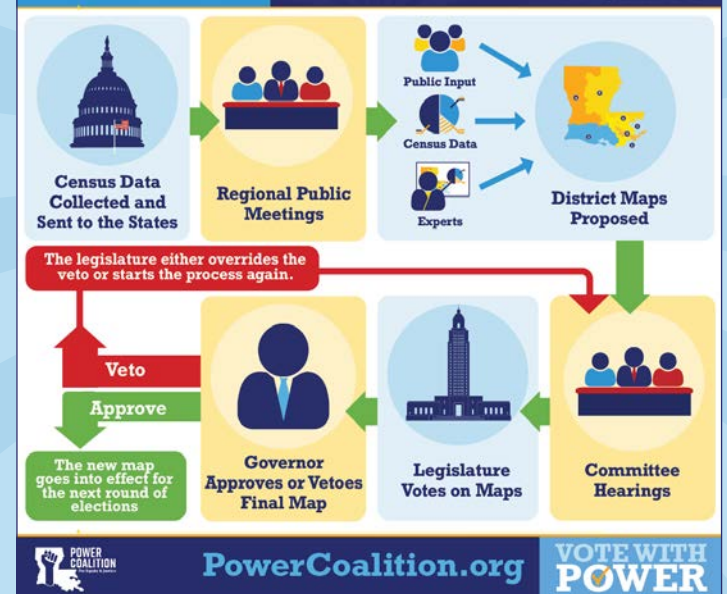 Census Data
Collected and
Sent to the States
Regional Public
Meetings
Public Input
Census Data
Experts
District Maps
Proposed
The legislature either overrides the
veto or starts the process again.
Veto
Approve
The new map
goes into effect for
the next round of
elections
Governor
Approves or Vetoes
Final Map
Legislature
Votes on Maps
Committee
Hearings
POWER
COALITION
For Equity & Justice
PowerCoalition.org
VOTE WITH
POWER